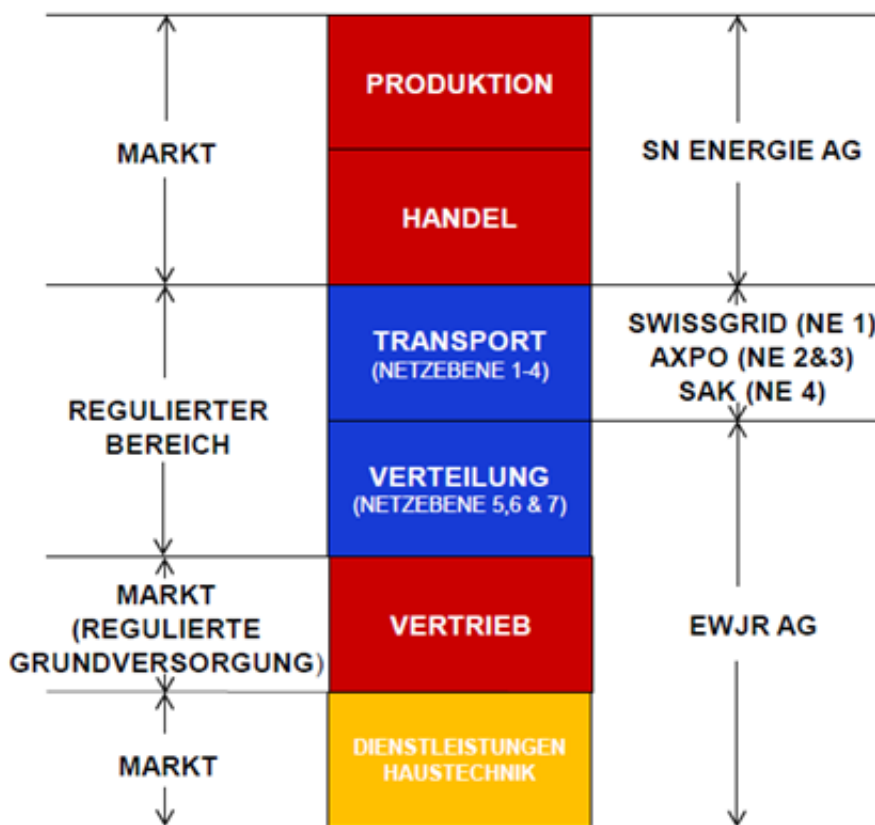 PRODUKTION
MARKT
SN ENERGIE AG
HANDEL
TRANSPORT
(NETZEBENE 1-4)
SWISSGRID (NE 1)
AXPO (NE 2&3)
SAK (NE 4)
REGULIERTER
BEREICH
VERTEILUNG
(NETZEBENE 5,6 & 7)
MARKT
(REGULIERTE
GRUNDVERSORGUNG)
VERTRIEB
EWJR AG
MARKT
DIENSTLEISTUNGEN
HAUSTECHNIK